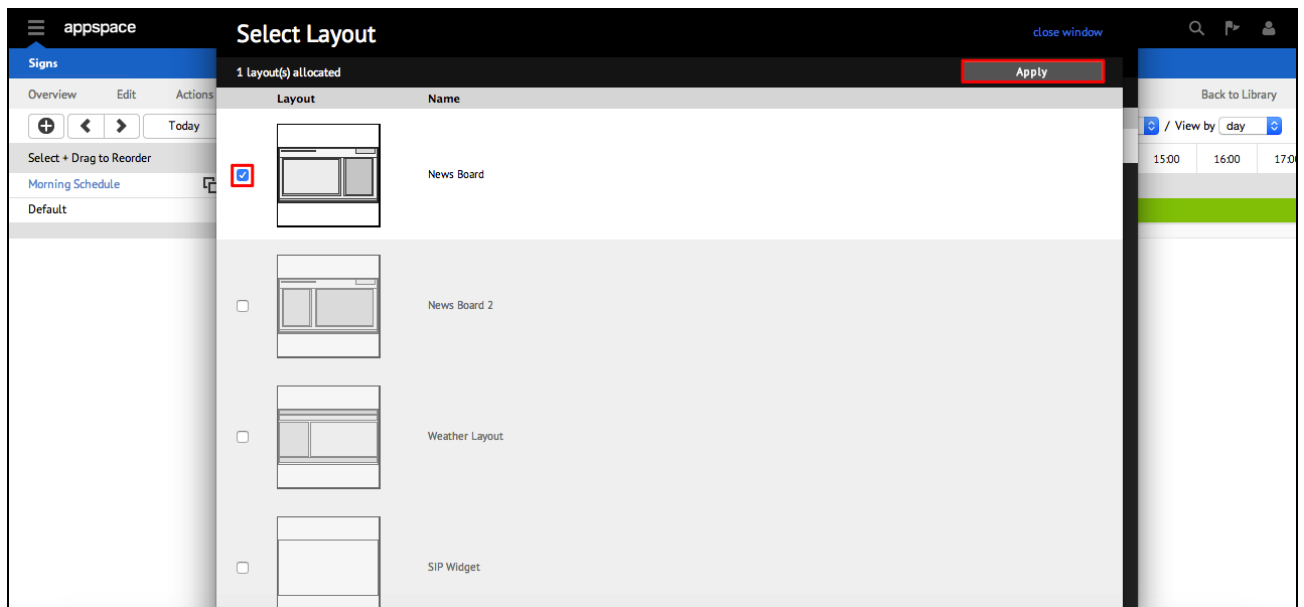 appspace
Select Layout
close window
Signs
1 layout(s) allocated
Apply
Overview Edit Actions
Back to Library
Layout Name
Today
/ View by day
Select + Drag to Reorder
15:00 16:00 17:0
Morning Schedule
News Board
Default
News Board 2
Weather Layout
SIP Widget